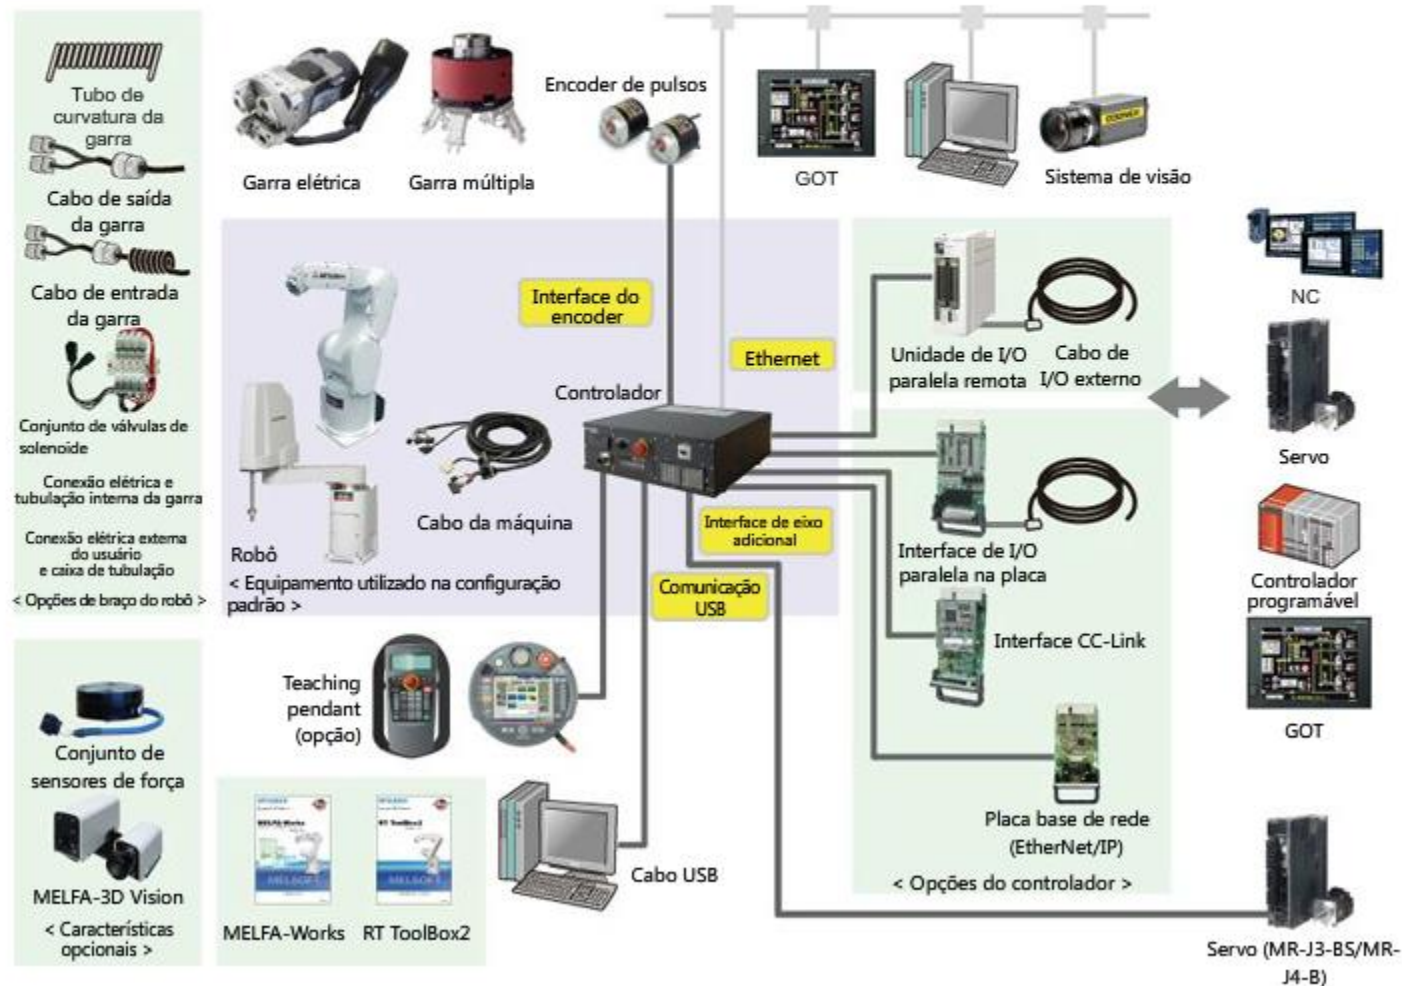 Tubo de
curvatura da
garra
Cabo de saída
da garra
Cabo de entrada
da garra
Conjunto de válvulas de
solenoide
Conexão elétrica e
tubulação interna da garra
Conexão elétrica externa
do usuário
e caixa de tubulação
< Opções de braço do robô >
Garra elétrica
Garra múltipla
Encoder de pulsos
GOT
Sistema de visão
Interface do
encoder
Ethernet
Controlador
Cabo da máquina
Robô
< Equipamento utilizado na configuração
padrão >
Interface de eixo
adicional
Comunicação
USB
Unidade de I/O
paralela remota
Cabo de
I/O externo
Interface de I/O
paralela na placa
Interface CC-Link
Placa base de rede
(EtherNet/IP)
< Opções do controlador >
NC
Servo
Controlador
programável
GOT
Servo (MR-J3-BS/MR-
J4-B)
Teaching
pendant
(opção)
Cabo USB
MELFA-Works
RT ToolBox2
MELFA-Works
RT ToolBox2
Conjunto de
sensores de força
MELFA-3D Vision
< Características
opcionais >